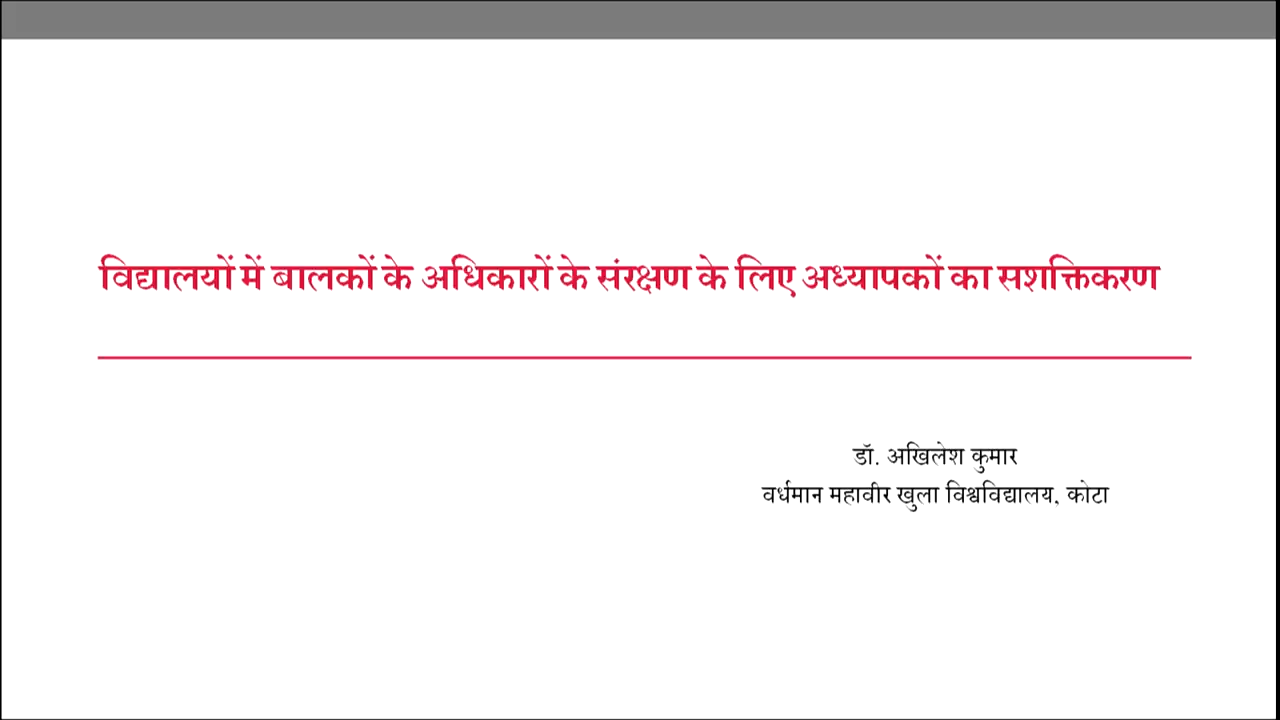 विद्यालयों में बालकों के अधिकारों के संरक्षण के लिए अध्यापकों का सशक्तिकरण
डॉ. अखिलेश कुमार
वर्धमान महावीर खुला विश्वविद्यालय, कोटा